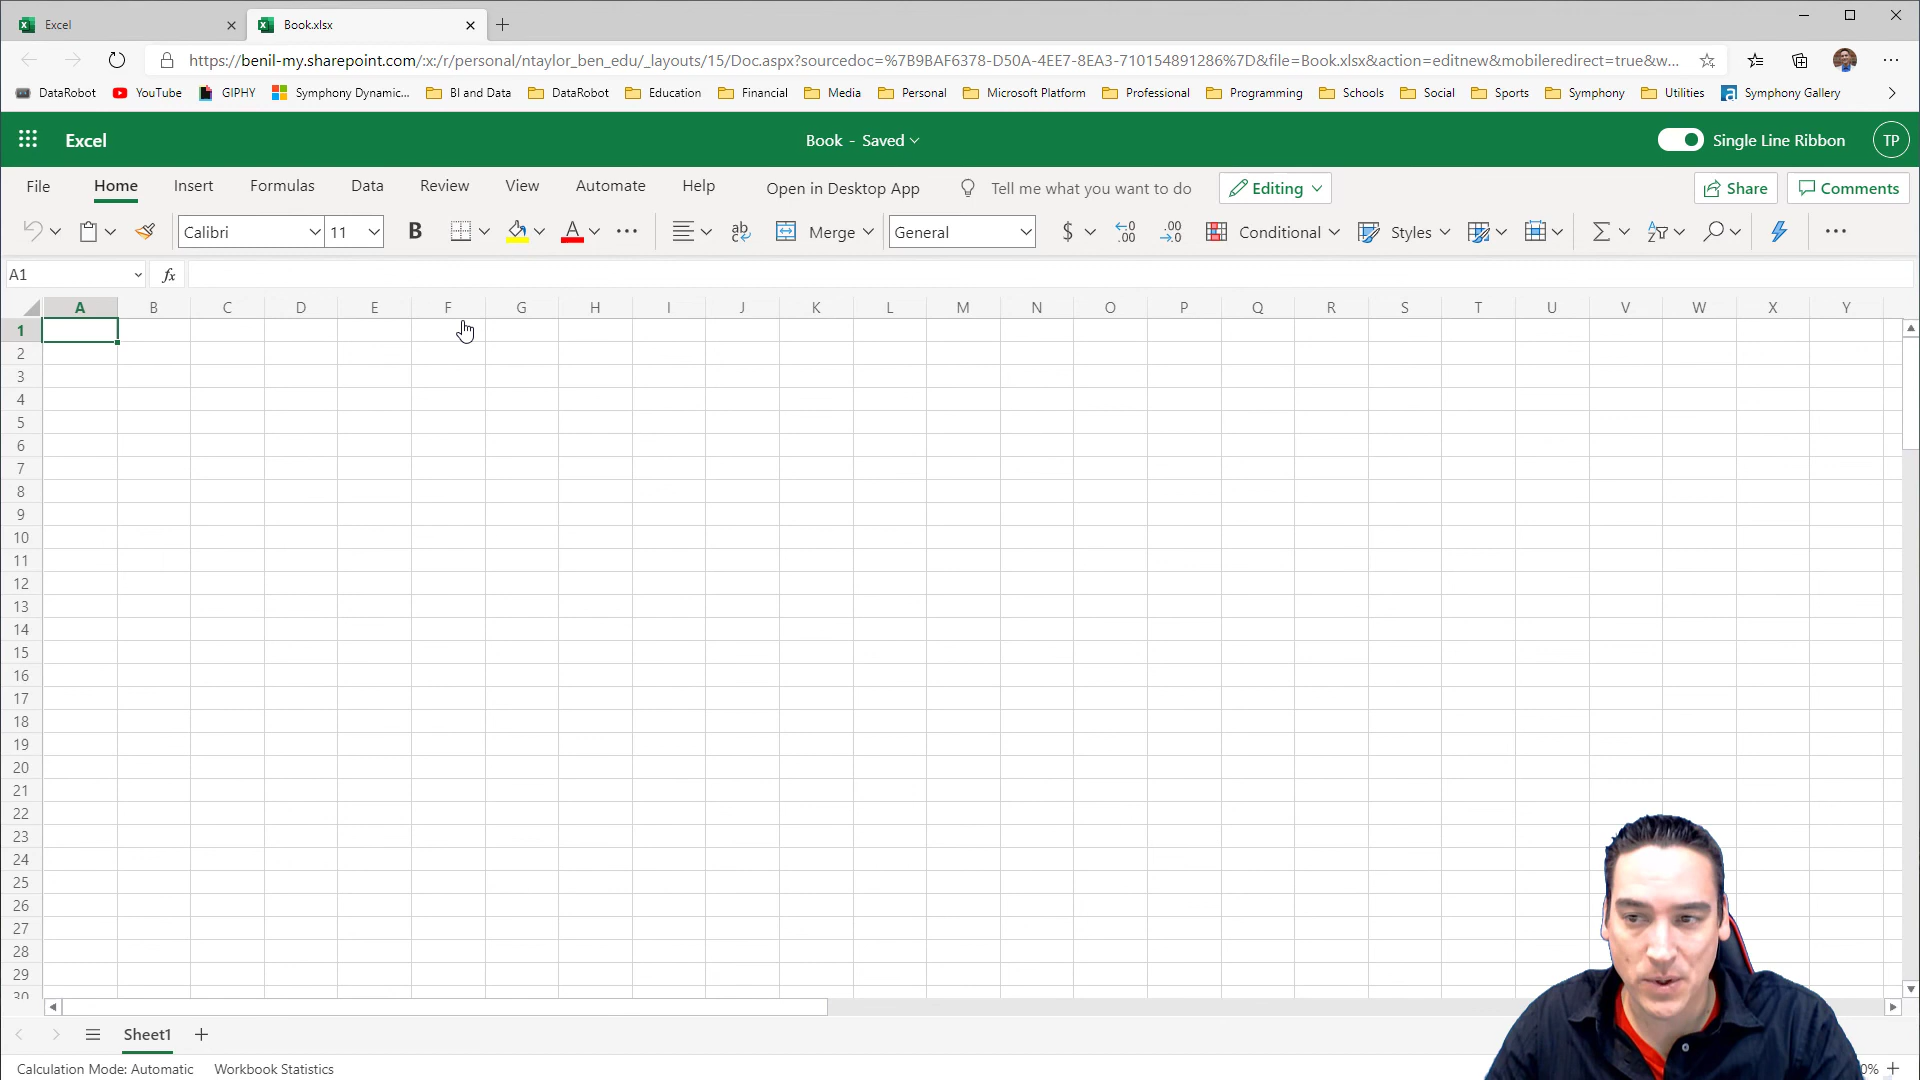 Excel
Book.xlsx
https://benil-my.sharepoint.com/:x:/r/personal/ntaylor_ben_edu/_layouts/15/Doc.aspx?sourcedoc=%7B9BAF6378-D50A-4EE7-8EA3-710154891286%7D&file=Book.xlsx&action=editnew&mobileredirect=true&w...
DataRobot YouTube GIPHY Symphony Dynamic... BI and Data DataRobot Education Financial Media Personal Microsoft Platform Professional Programming Schools Social Sports Symphony Utilities a Symphony Gallery
Excel Book - Saved Single Line Ribbon TP
File Home Insert Formulas Data Review View Automate Help Open in Desktop App Tell me what you want to do Editing Share Comments
Calibri 11 B A ab c Merge General $ .00 .00 Conditional Styles Σ
A1 fx
A B C D E F G H I J K L M N O P Q R S T U V W X Y
1
2
3
4
5
6
7
8
9
10
11
12
13
14
15
16
17
18
19
20
21
22
23
24
25
26
27
28
29
30
Sheet1
Calculation Mode: Automatic Workbook Statistics 0%